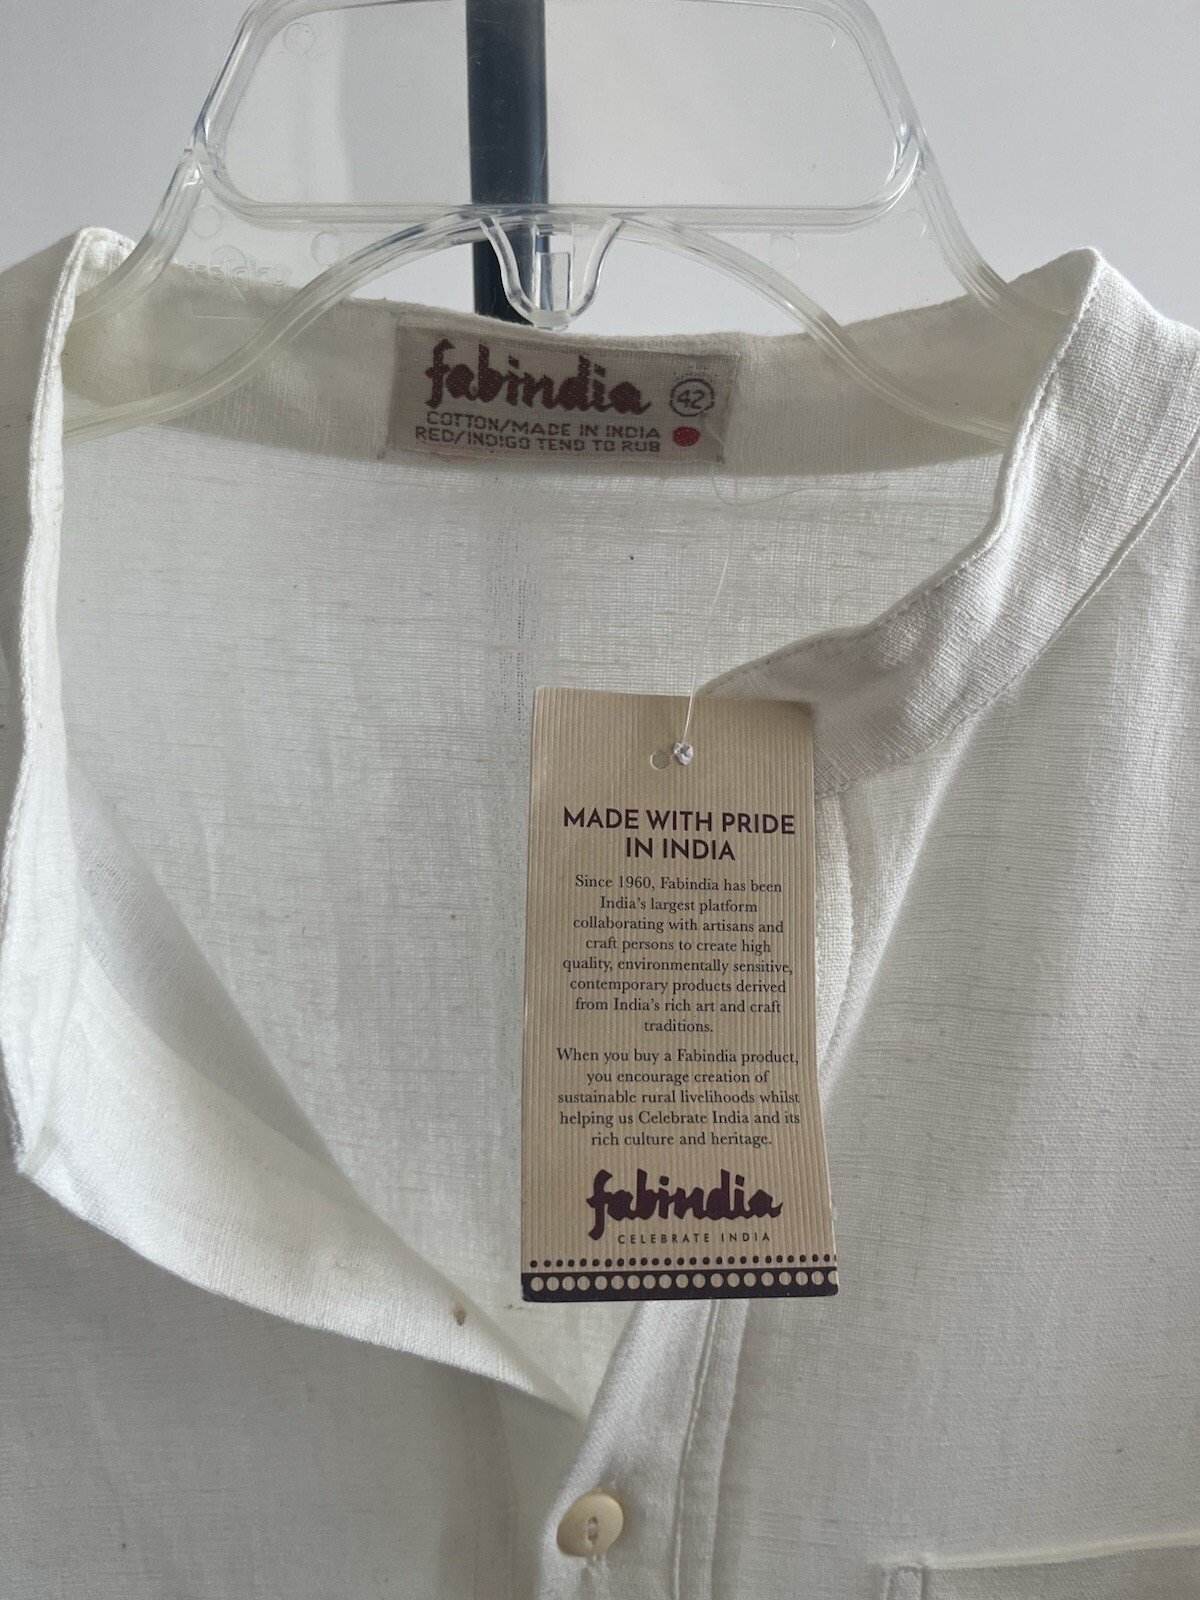 fabindia
42
COTTON/MADE IN INDIA
RED/INDIGO TEND TO RUB
MADE WITH PRIDE
IN INDIA
Since 1960, Fabindia has been
India's largest platform
collaborating with artisans and
craft persons to create high
quality, environmentally sensitive,
contemporary products derived
from India's rich art and craft
traditions.
When you buy a Fabindia product,
you encourage creation of
sustainable rural livelihoods whilst
helping us Celebrate India and its
rich culture and heritage.
fabindia
CELEBRATE INDIA